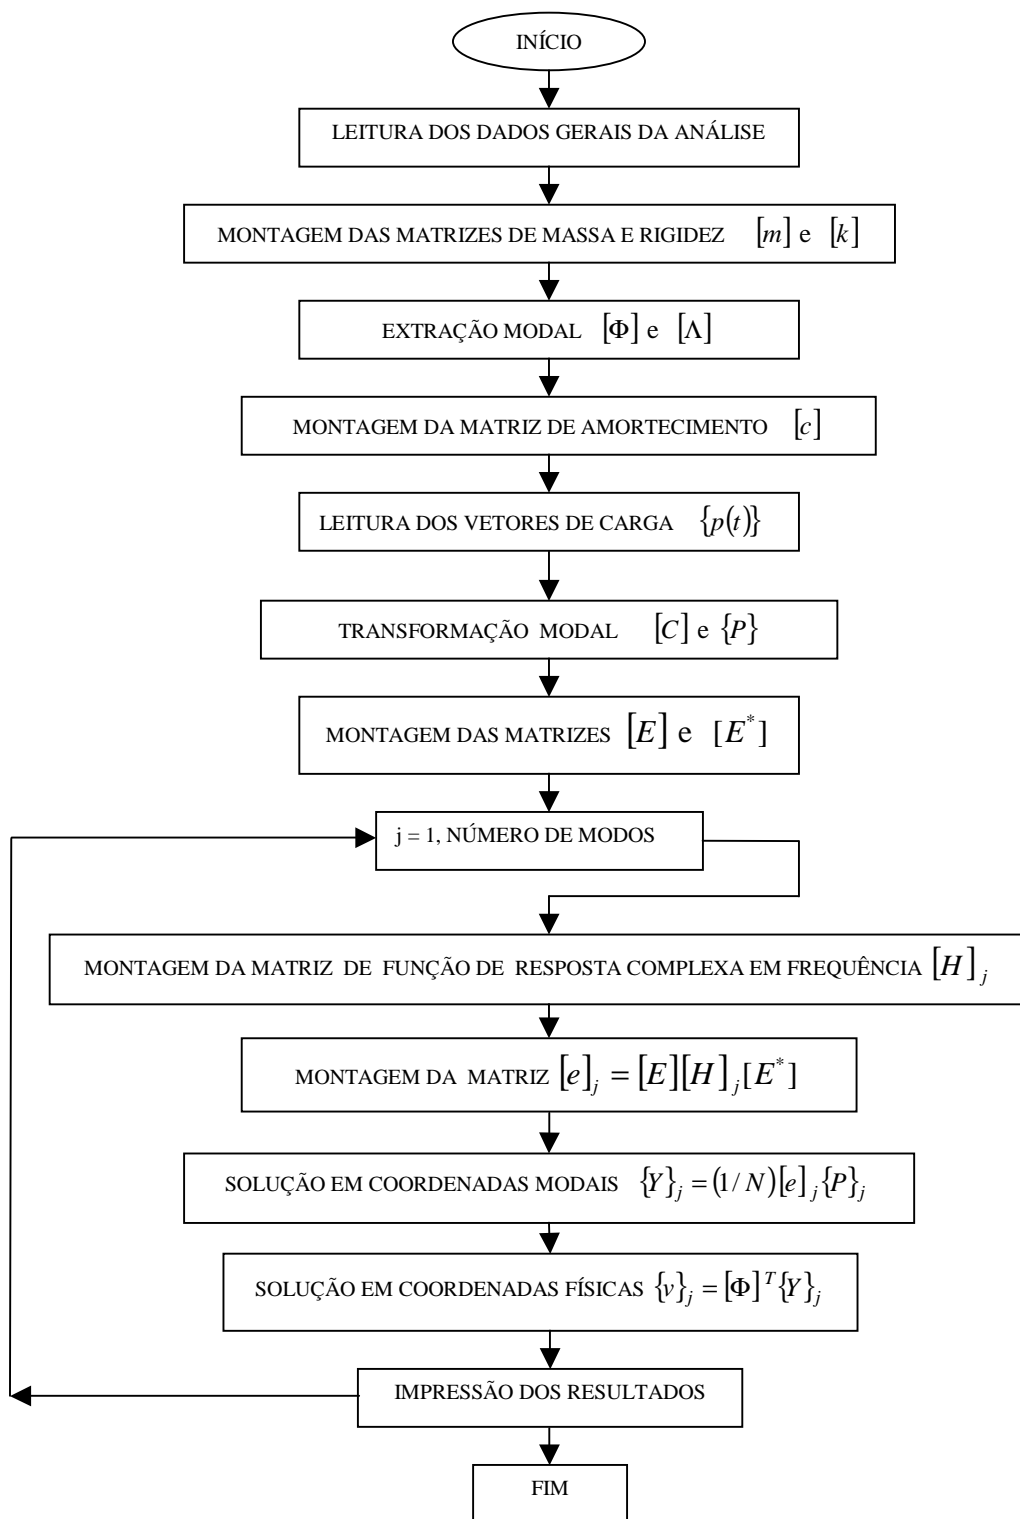 INÍCIO
LEITURA DOS DADOS GERAIS DA ANÁLISE
MONTAGEM DAS MATRIZES DE MASSA E RIGIDEZ [m] e [k]
EXTRAÇÃO MODAL [Φ] e [Λ]
MONTAGEM DA MATRIZ DE AMORTECIMENTO [c]
LEITURA DOS VETORES DE CARGA {p(t)}
TRANSFORMAÇÃO MODAL [C] e {P}
MONTAGEM DAS MATRIZES [E] e [E*]
j = 1, NÚMERO DE MODOS
MONTAGEM DA MATRIZ DE FUNÇÃO DE RESPOSTA COMPLEXA EM FREQUÊNCIA [H]j
MONTAGEM DA MATRIZ [e]j = [E][H]j[E*]
SOLUÇÃO EM COORDENADAS MODAIS {Y}j = (1/N)[e]j{P}j
SOLUÇÃO EM COORDENADAS FÍSICAS {v}j = [Φ]T{Y}j
IMPRESSÃO DOS RESULTADOS
FIM